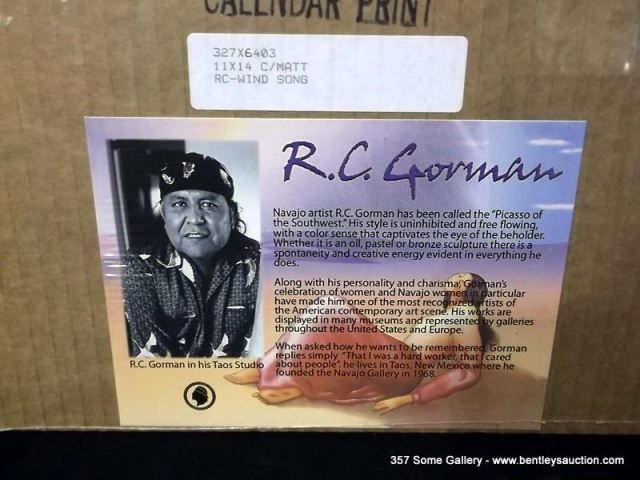 CALENDAR PRINT
327X6403
11X14 C/MATT
RC-WIND SONG
R.C. Gorman
Navajo artist R.C. Gorman has been called the "Picasso of
the Southwest." His style is uninhibited and free flowing,
with a color sense that captivates the eye of the beholder.
Whether it is an oil, pastel or bronze sculpture there is a
spontaneity and creative energy evident in everything he
does.
Along with his personality and charisma, Gorman's
celebration of women and Navajo women in particular
have made him one of the most recognized artists of
the American contemporary art scene. His works are
displayed in many museums and represented by galleries
throughout the United States and Europe.
When asked how he wants to be remembered, Gorman
replies simply "That I was a hard worker, that I cared
about people". he lives in Taos, New Mexico where he
founded the Navajo Gallery in 1968.
R.C. Gorman in his Taos Studio
357 Some Gallery - www.bentleysauction.com